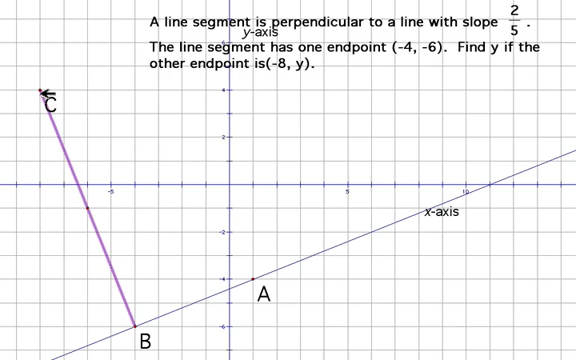 A line segment is perpendicular to a line with slope 2/5 .
y-axis
The line segment has one endpoint (-4, -6).  Find y if the
other endpoint is(-8, y).
C
4
2
-5
5
10
x-axis
-2
-4
A
-6
B